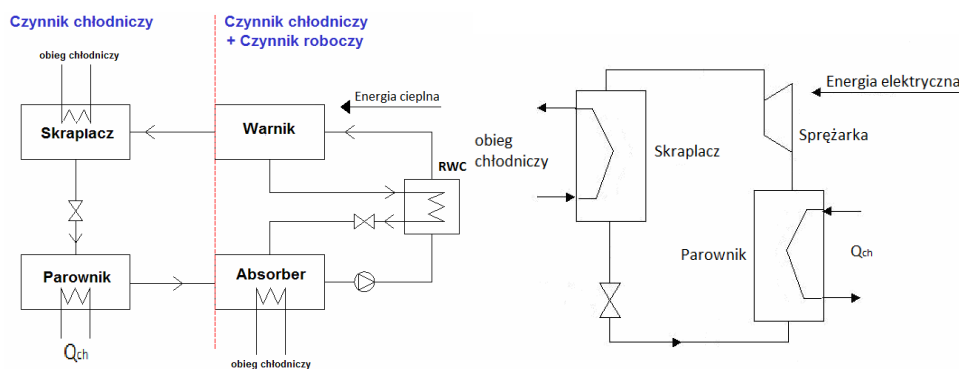 Czynnik chłodniczy
Czynnik chłodniczy
+ Czynnik roboczy
obieg chłodniczy
Skraplacz
Warnik
Energia cieplna
RWC
Parownik
Absorber
Qch
obieg chłodniczy
Energia elektryczna
Sprężarka
obieg
chłodniczy
Skraplacz
Parownik
Qch